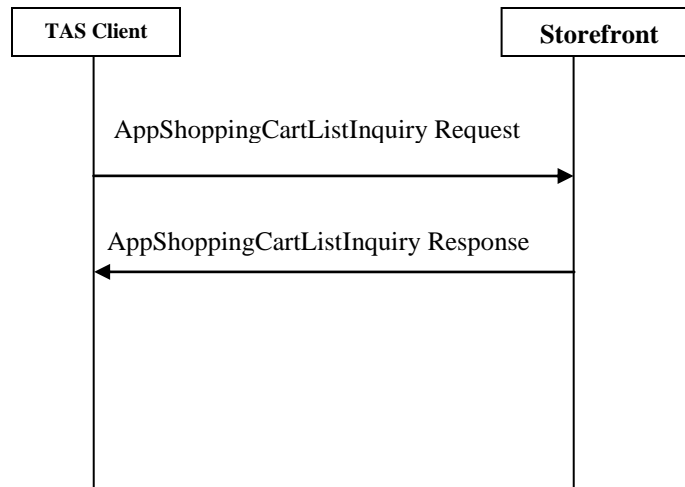 TAS Client
Storefront
AppShoppingCartListInquiry Request
AppShoppingCartListInquiry Response